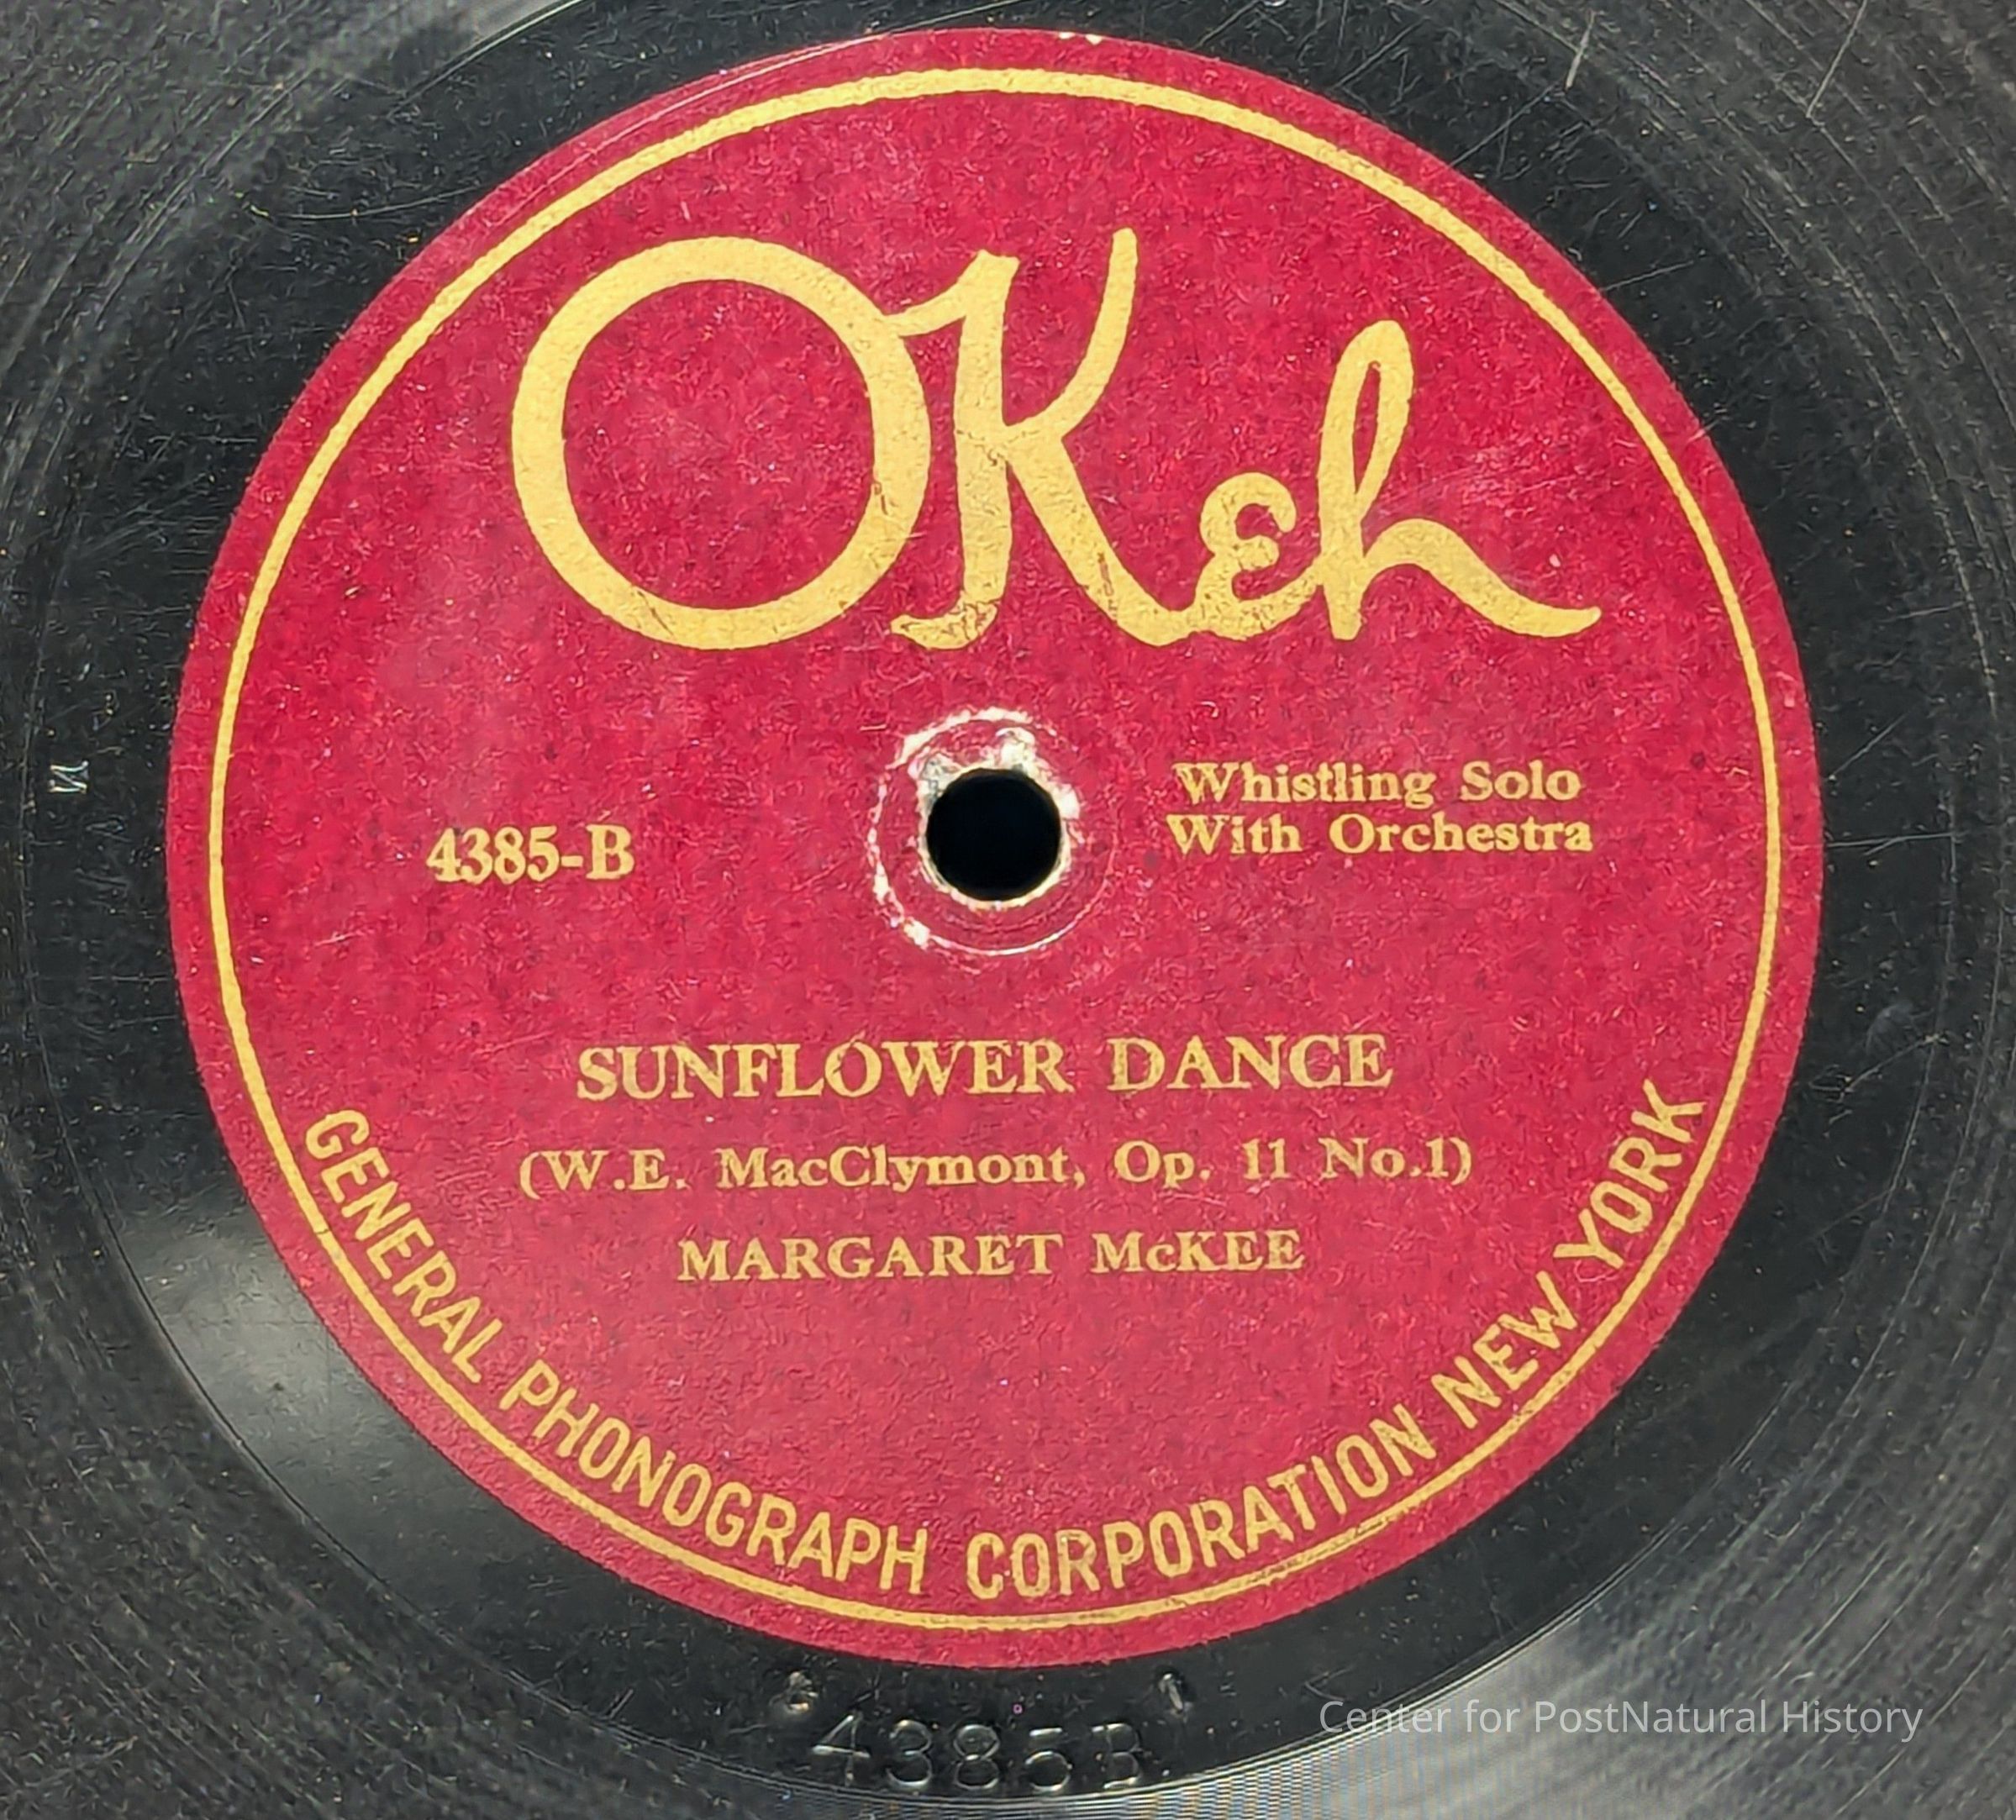 OKeh
Whistling Solo
With Orchestra
4385-B
SUNFLOWER DANCE
(W.E. MacClymont, Op. 11 No.1)
MARGARET McKEE
GENERAL PHONOGRAPH CORPORATION NEW YORK
M
4385B
Center for PostNatural History